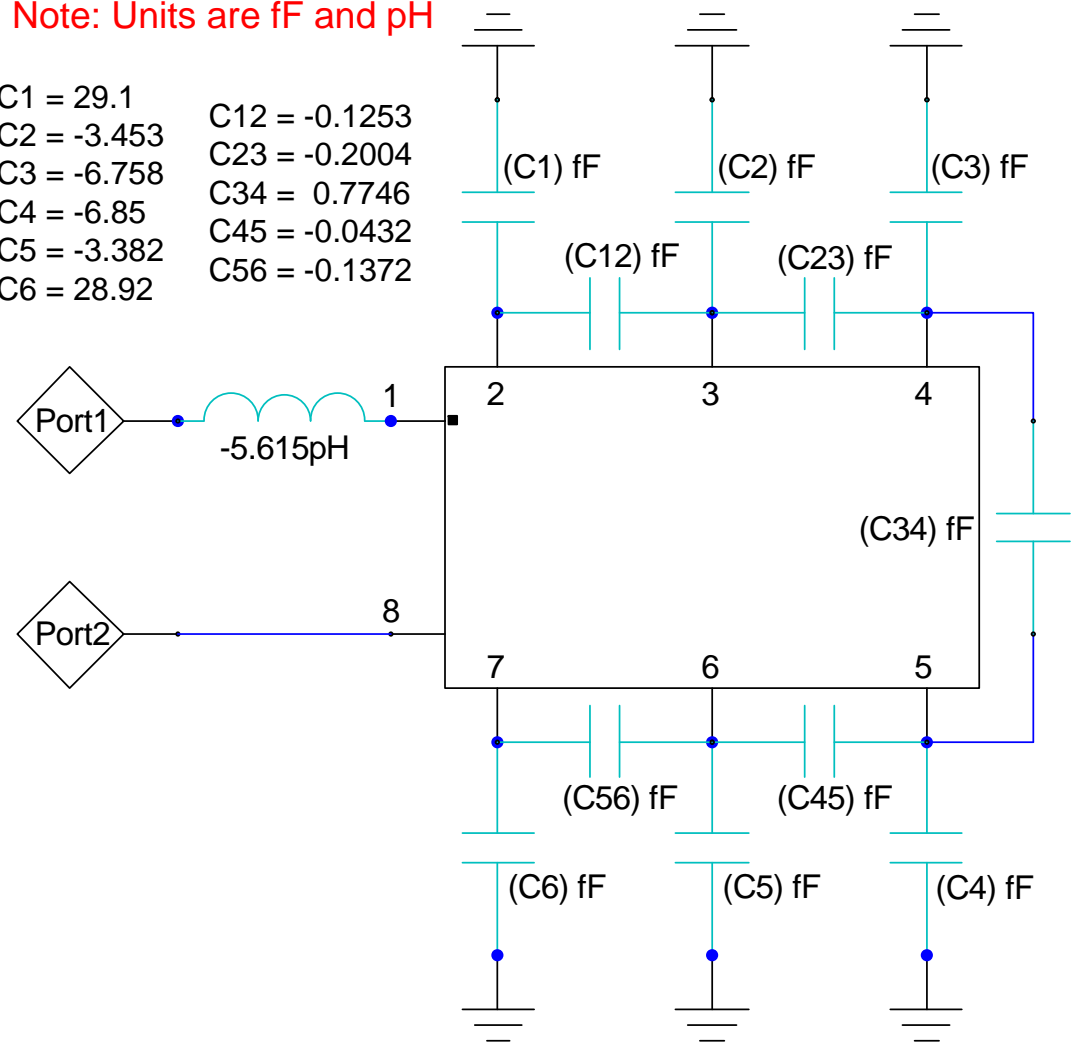 Note: Units are fF and pH
C1 = 29.1
C2 = -3.453
C3 = -6.758
C4 = -6.85
C5 = -3.382
C6 = 28.92
C12 = -0.1253
C23 = -0.2004
C34 = 0.7746
C45 = -0.0432
C56 = -0.1372
(C1) fF
(C2) fF
(C3) fF
(C12) fF
(C23) fF
Port1
-5.615pH
1
2
3
4
(C34) fF
Port2
8
7
6
5
(C56) fF
(C45) fF
(C6) fF
(C5) fF
(C4) fF